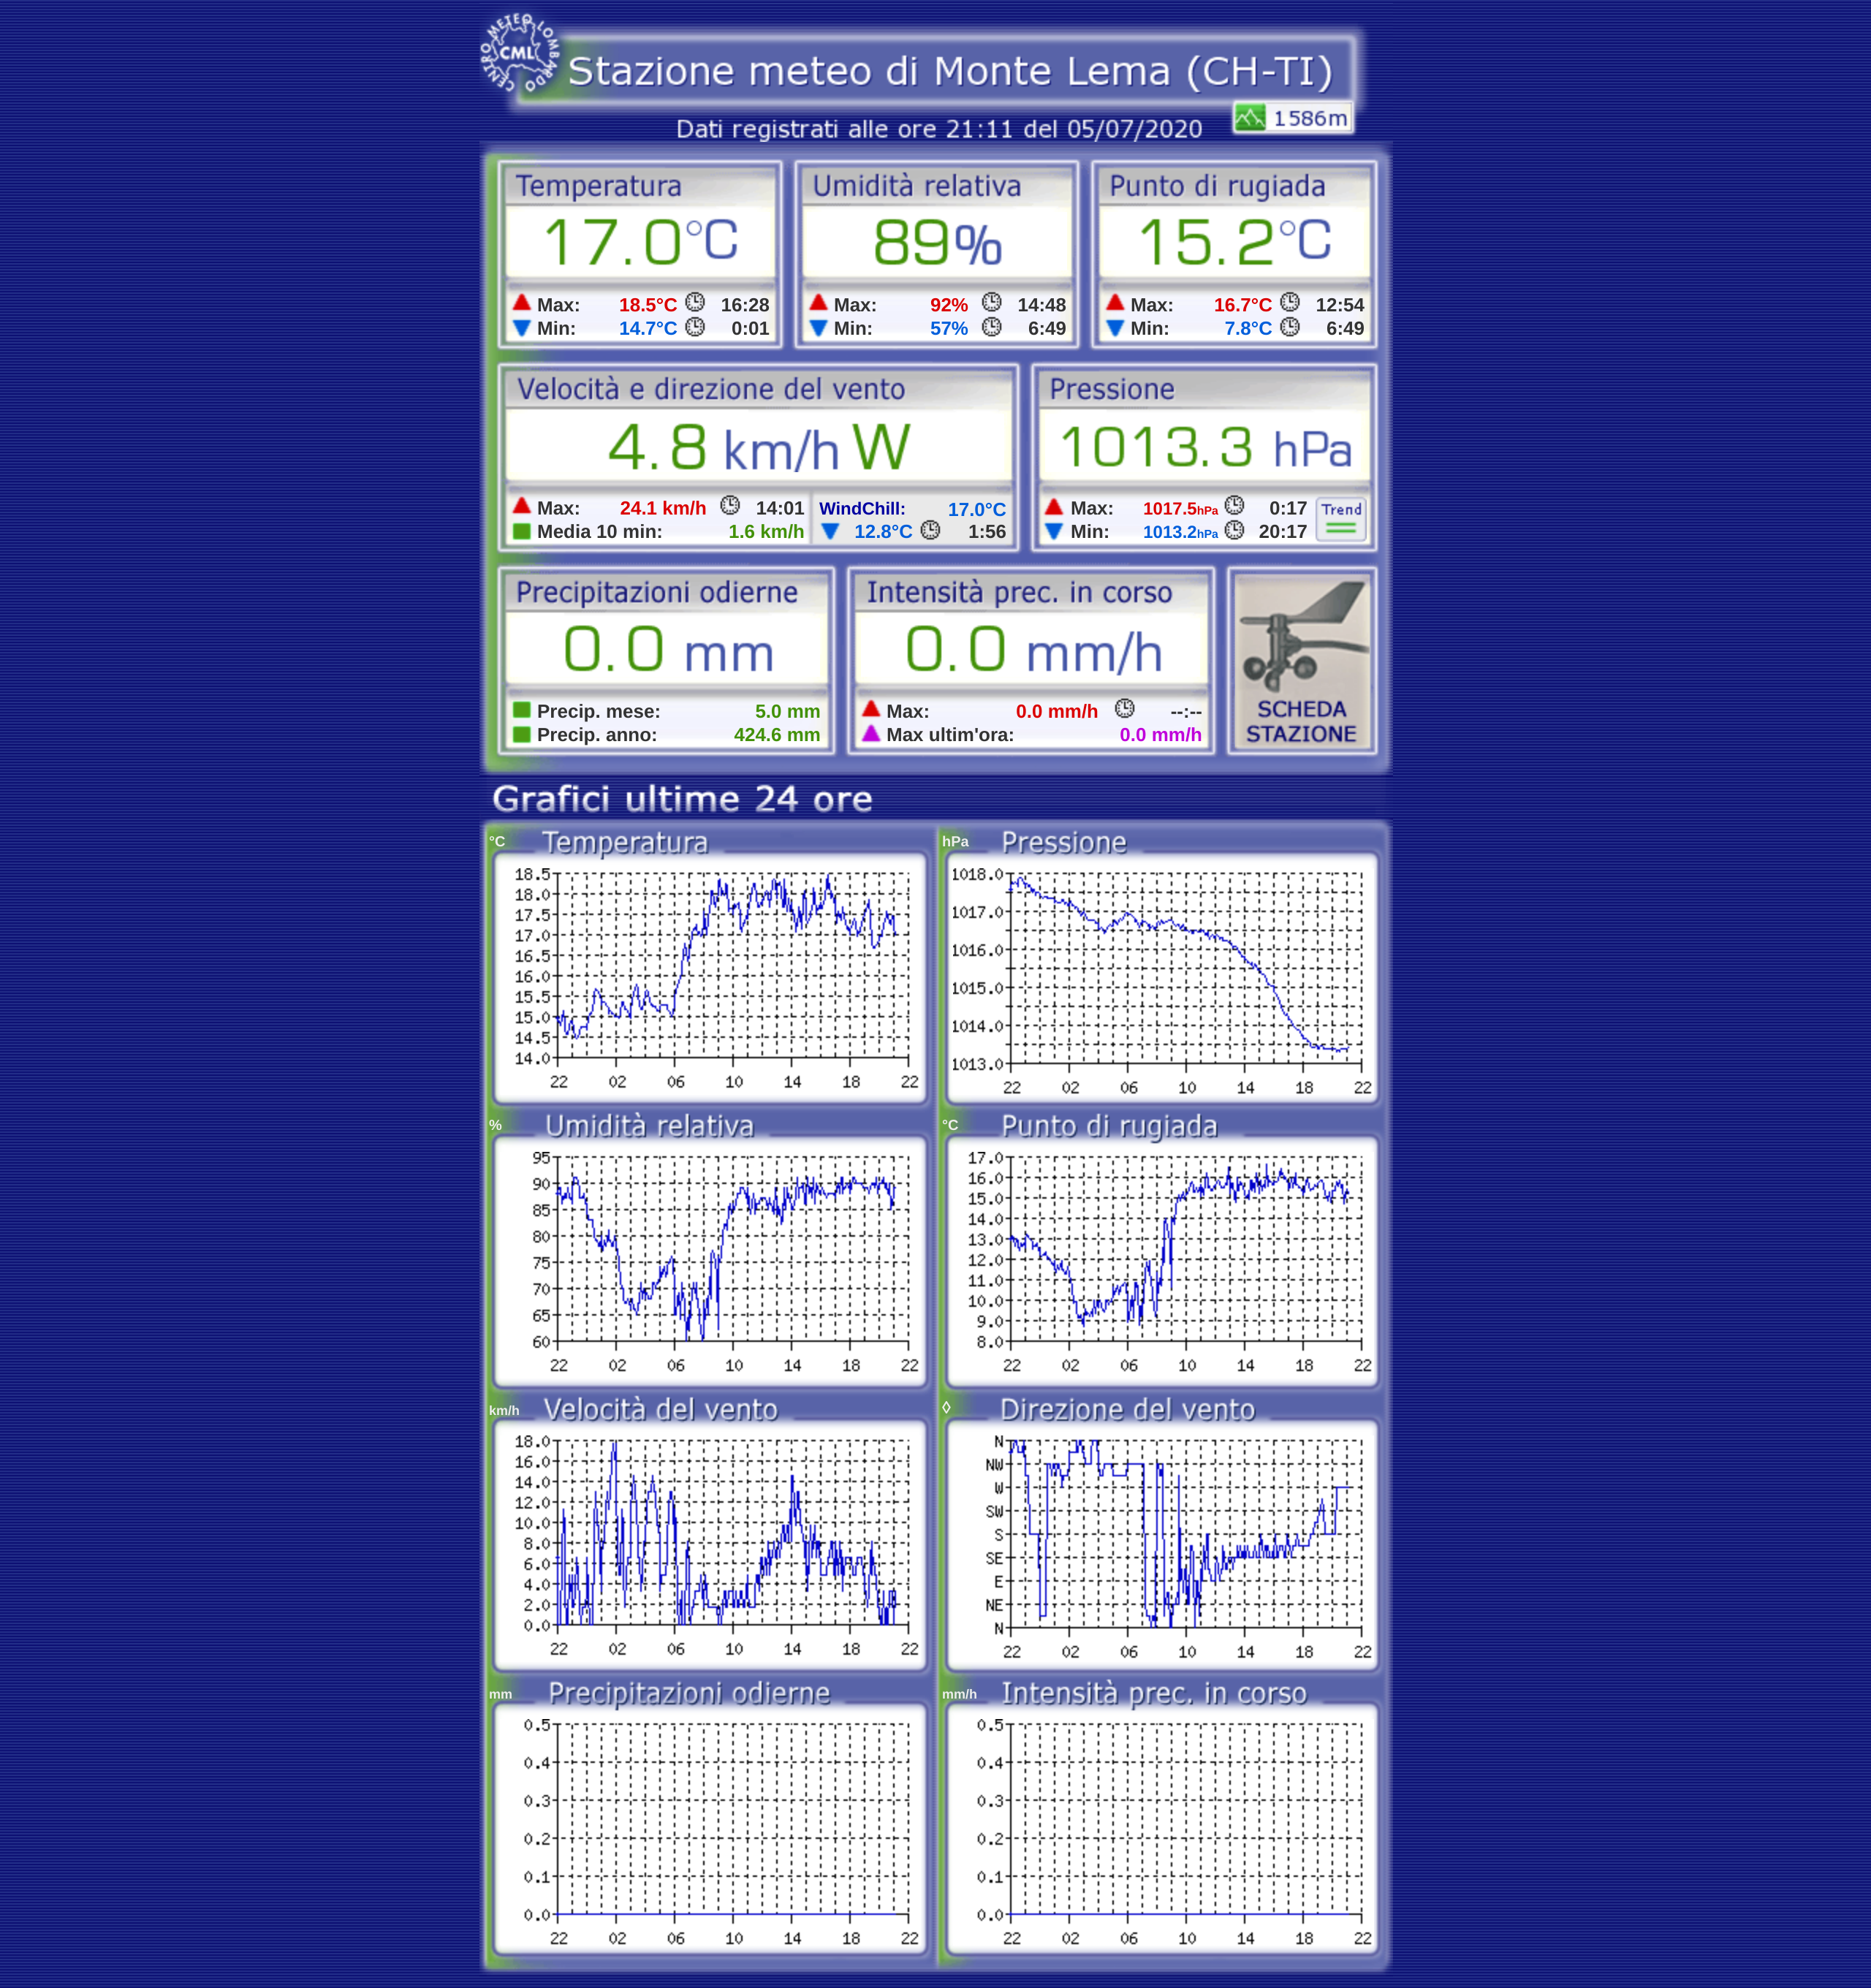 CENTRO METEO LOMBARDO
CML
Stazione meteo di Monte Lema (CH-TI)
1586m
Dati registrati alle ore 21:11 del 05/07/2020
Temperatura Umidità relativa Punto di rugiada
17.0°C 89% 15.2°C
Max: 18.5°C 16:28 Max: 92% 14:48 Max: 16.7°C 12:54
Min: 14.7°C 0:01 Min: 57% 6:49 Min: 7.8°C 6:49
Velocità e direzione del vento Pressione
4.8 km/h W 1013.3 hPa
Max: 24.1 km/h 14:01 WindChill: 17.0°C Max: 1017.5hPa 0:17 Trend
Media 10 min: 1.6 km/h 12.8°C 1:56 Min: 1013.2hPa 20:17
Precipitazioni odierne Intensità prec. in corso
0.0 mm 0.0 mm/h
Precip. mese: 5.0 mm Max: 0.0 mm/h --:-- SCHEDA
Precip. anno: 424.6 mm Max ultim'ora: 0.0 mm/h STAZIONE
Grafici ultime 24 ore
°C Temperatura
18.5
18.0
17.5
17.0
16.5
16.0
15.5
15.0
14.5
14.0
22 02 06 10 14 18 22
hPa Pressione
1018.0
1017.0
1016.0
1015.0
1014.0
1013.0
22 02 06 10 14 18 22
% Umidità relativa
95
90
85
80
75
70
65
60
22 02 06 10 14 18 22
°C Punto di rugiada
17.0
16.0
15.0
14.0
13.0
12.0
11.0
10.0
9.0
8.0
22 02 06 10 14 18 22
km/h Velocità del vento
18.0
16.0
14.0
12.0
10.0
8.0
6.0
4.0
2.0
0.0
22 02 06 10 14 18 22
◊ Direzione del vento
N
NW
W
SW
S
SE
E
NE
N
22 02 06 10 14 18 22
mm Precipitazioni odierne
0.5
0.4
0.3
0.2
0.1
0.0
22 02 06 10 14 18 22
mm/h Intensità prec. in corso
0.5
0.4
0.3
0.2
0.1
0.0
22 02 06 10 14 18 22